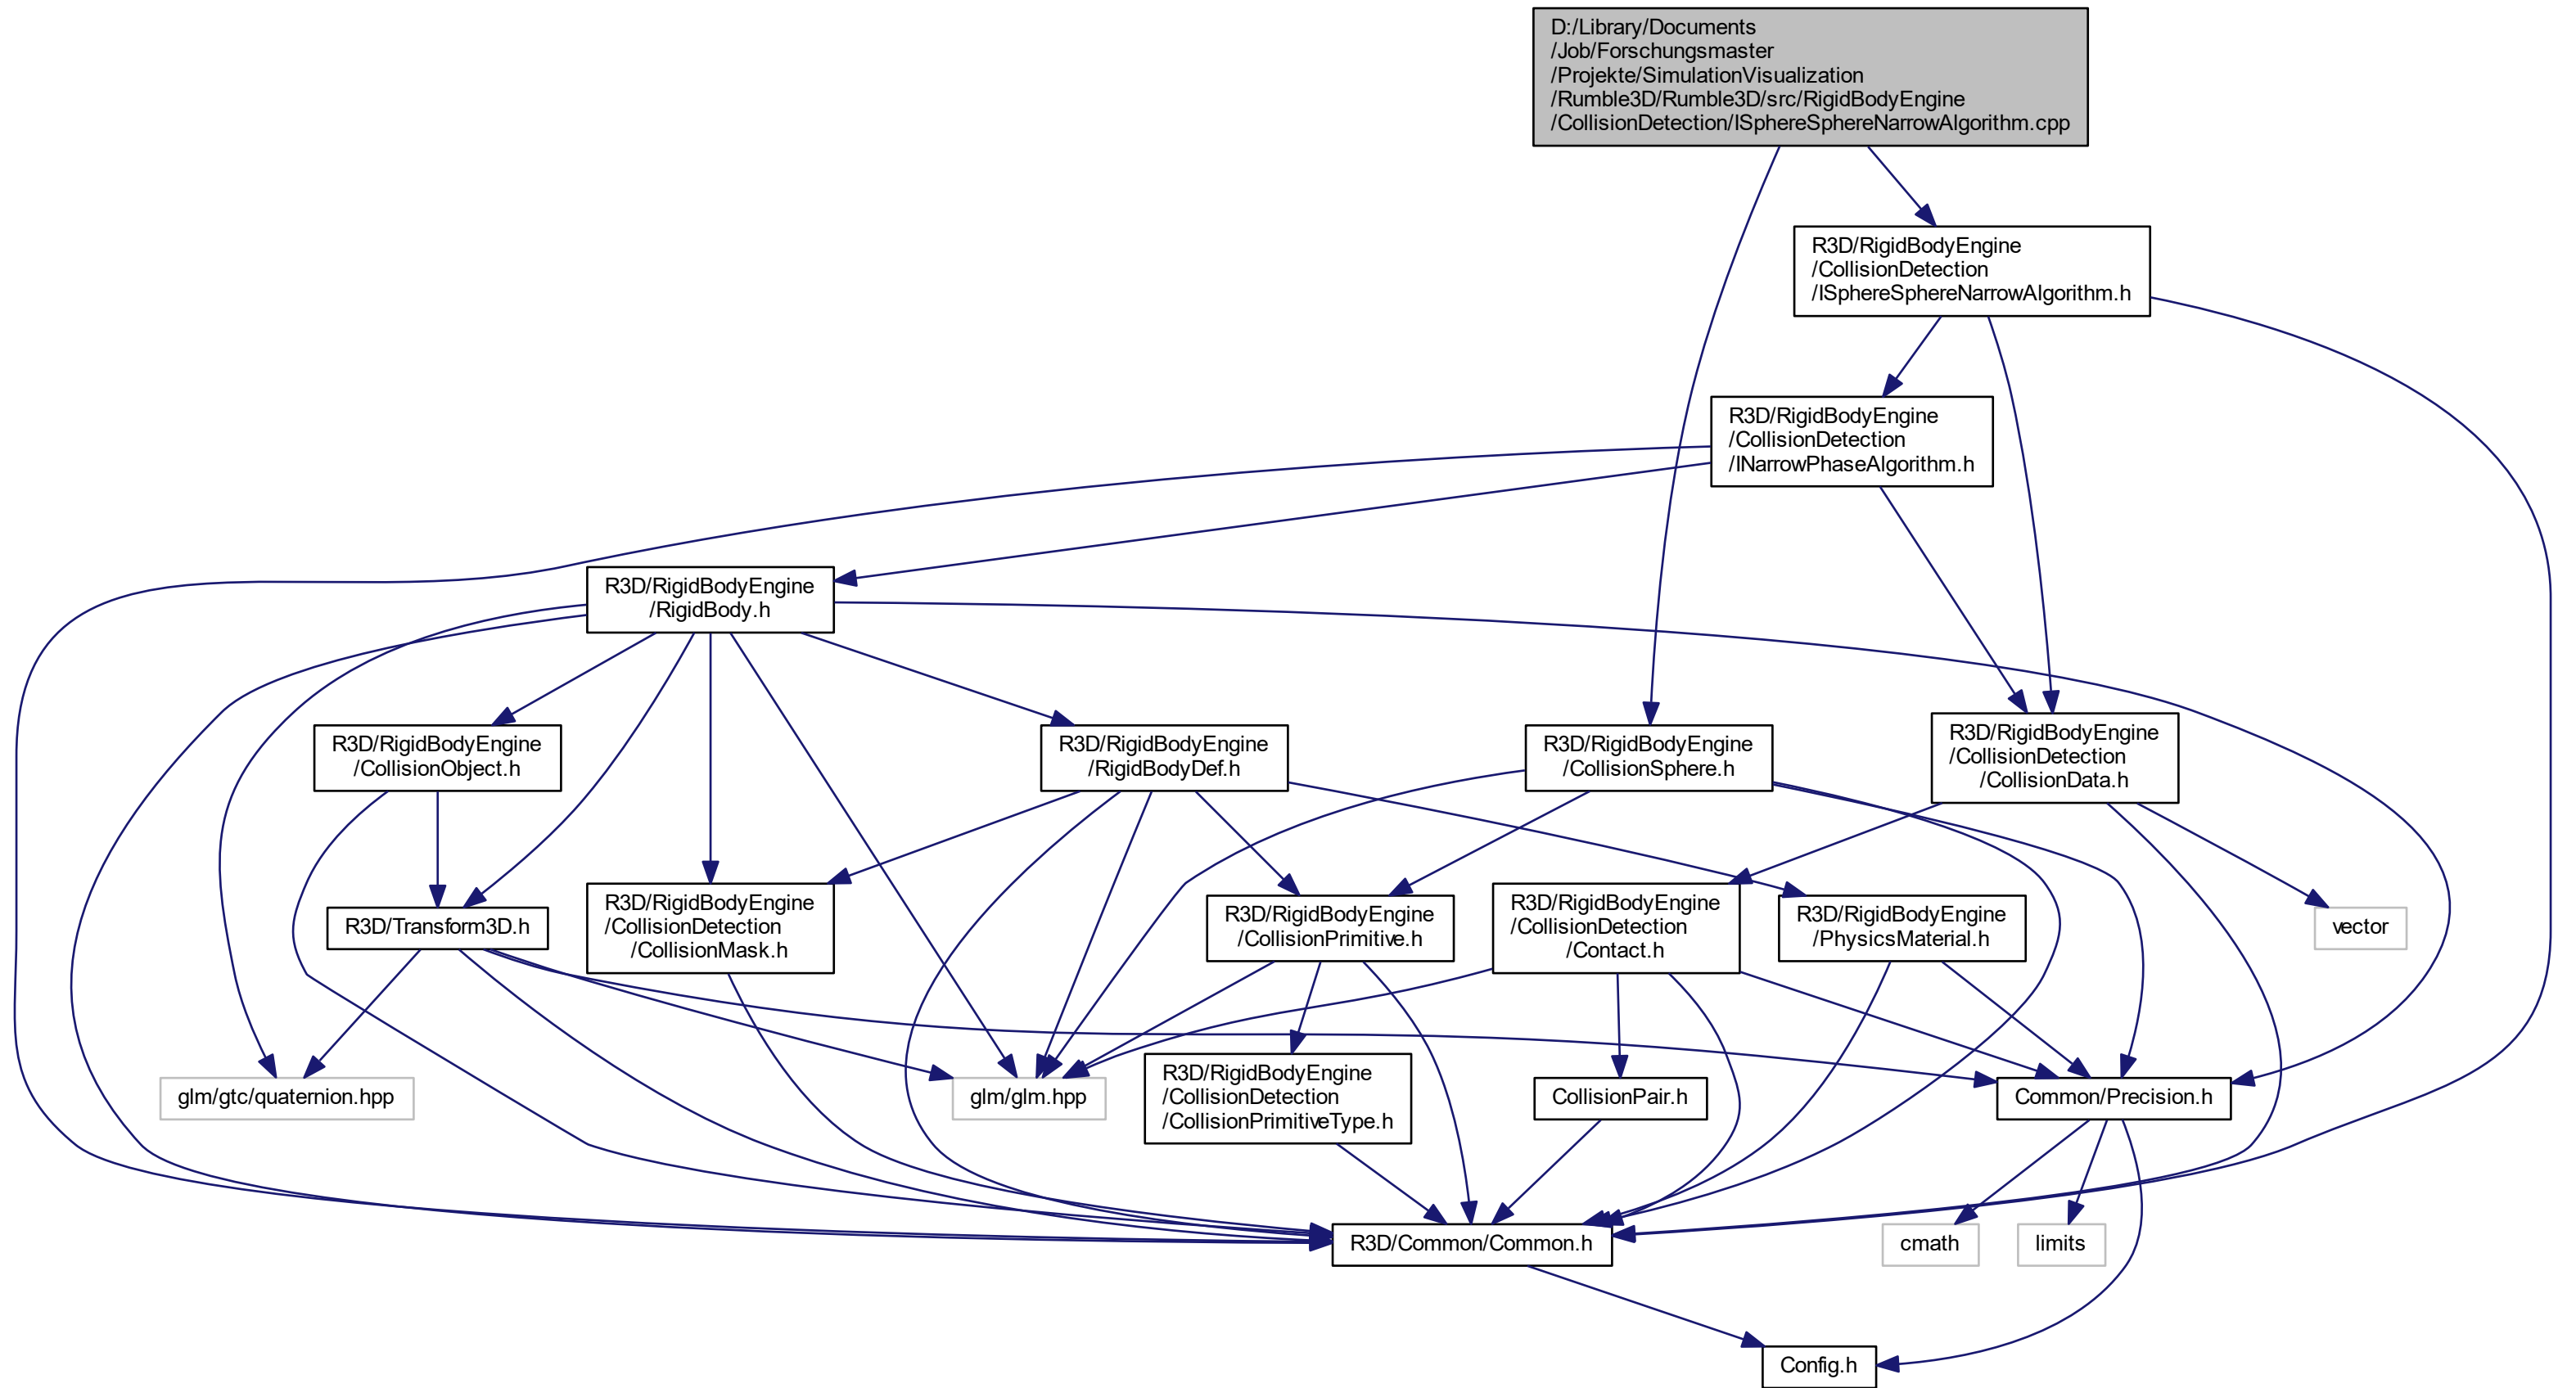 D:/Library/Documents
/Job/Forschungsmaster
/Projekte/SimulationVisualization
/Rumble3D/Rumble3D/src/RigidBodyEngine
/CollisionDetection/ISphereSphereNarrowAlgorithm.cpp
R3D/RigidBodyEngine
/CollisionDetection
/ISphereSphereNarrowAlgorithm.h
R3D/RigidBodyEngine
/CollisionDetection
/INarrowPhaseAlgorithm.h
R3D/RigidBodyEngine
/RigidBody.h
R3D/RigidBodyEngine
/CollisionObject.h
R3D/RigidBodyEngine
/RigidBodyDef.h
R3D/RigidBodyEngine
/CollisionSphere.h
R3D/RigidBodyEngine
/CollisionDetection
/CollisionData.h
R3D/Transform3D.h
R3D/RigidBodyEngine
/CollisionDetection
/CollisionMask.h
R3D/RigidBodyEngine
/CollisionPrimitive.h
R3D/RigidBodyEngine
/CollisionDetection
/Contact.h
R3D/RigidBodyEngine
/PhysicsMaterial.h
vector
glm/gtc/quaternion.hpp
glm/glm.hpp
R3D/RigidBodyEngine
/CollisionDetection
/CollisionPrimitiveType.h
CollisionPair.h
Common/Precision.h
R3D/Common/Common.h
cmath
limits
Config.h